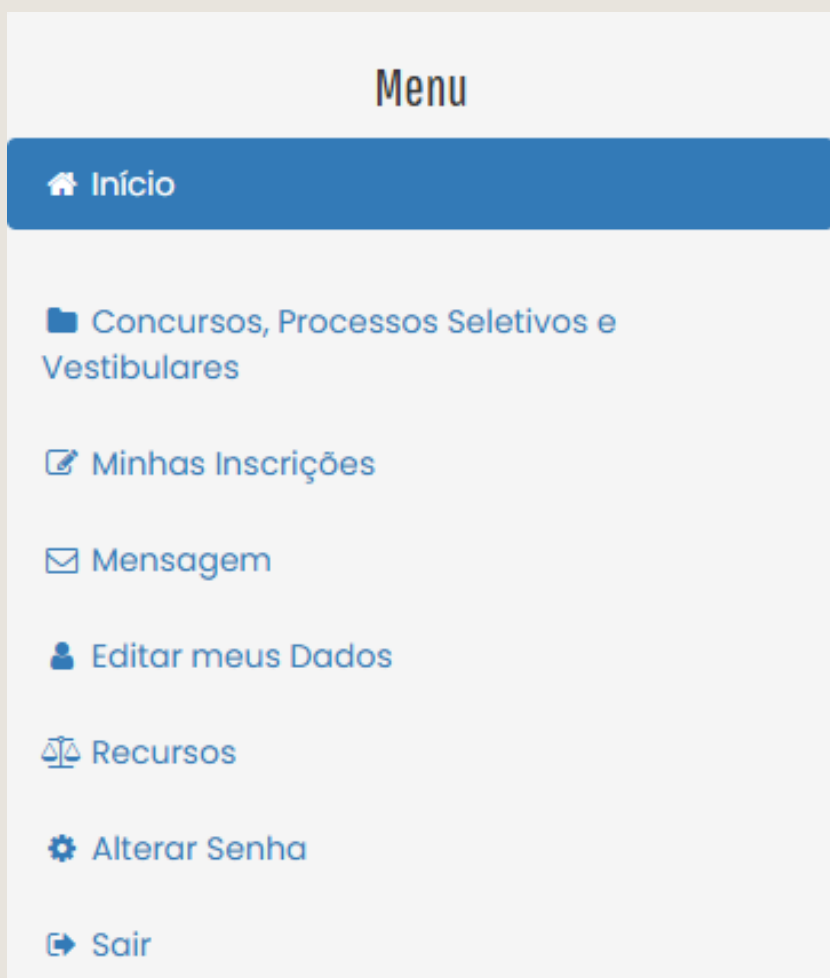 Menu
Início
Concursos, Processos Seletivos e
Vestibulares
Minhas Inscrições
Mensagem
Editar meus Dados
Recursos
Alterar Senha
Sair